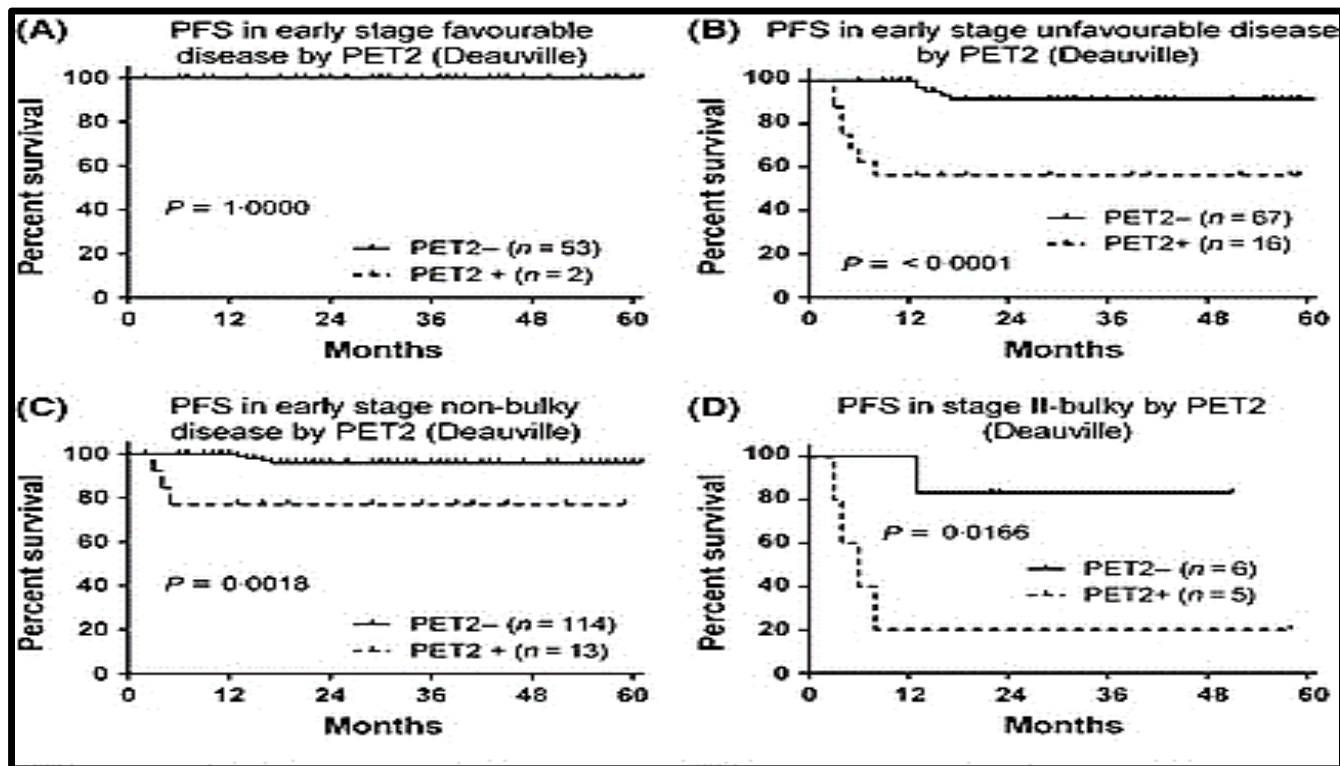 (A) PFS in early stage favourable
disease by PET2 (Deauville)
100
80
60
40
20
0
Percent survival
P = 1·0000
PET2– (n = 53)
PET2 + (n = 2)
0 12 24 36 48 60
Months
(B) PFS in early stage unfavourable disease
by PET2 (Deauville)
100
80
60
40
20
0
Percent survival
PET2– (n = 67)
PET2+ (n = 16)
P = <0·0001
0 12 24 36 48 60
Months
(C) PFS in early stage non-bulky
disease by PET2 (Deauville)
100
80
60
40
20
0
Percent survival
P = 0·0018
PET2– (n = 114)
PET2 + (n = 13)
0 12 24 36 48 60
Months
(D) PFS in stage II-bulky by PET2
(Deauville)
100
80
60
40
20
0
Percent survival
P = 0·0166
PET2– (n = 6)
PET2+ (n = 5)
0 12 24 36 48 60
Months